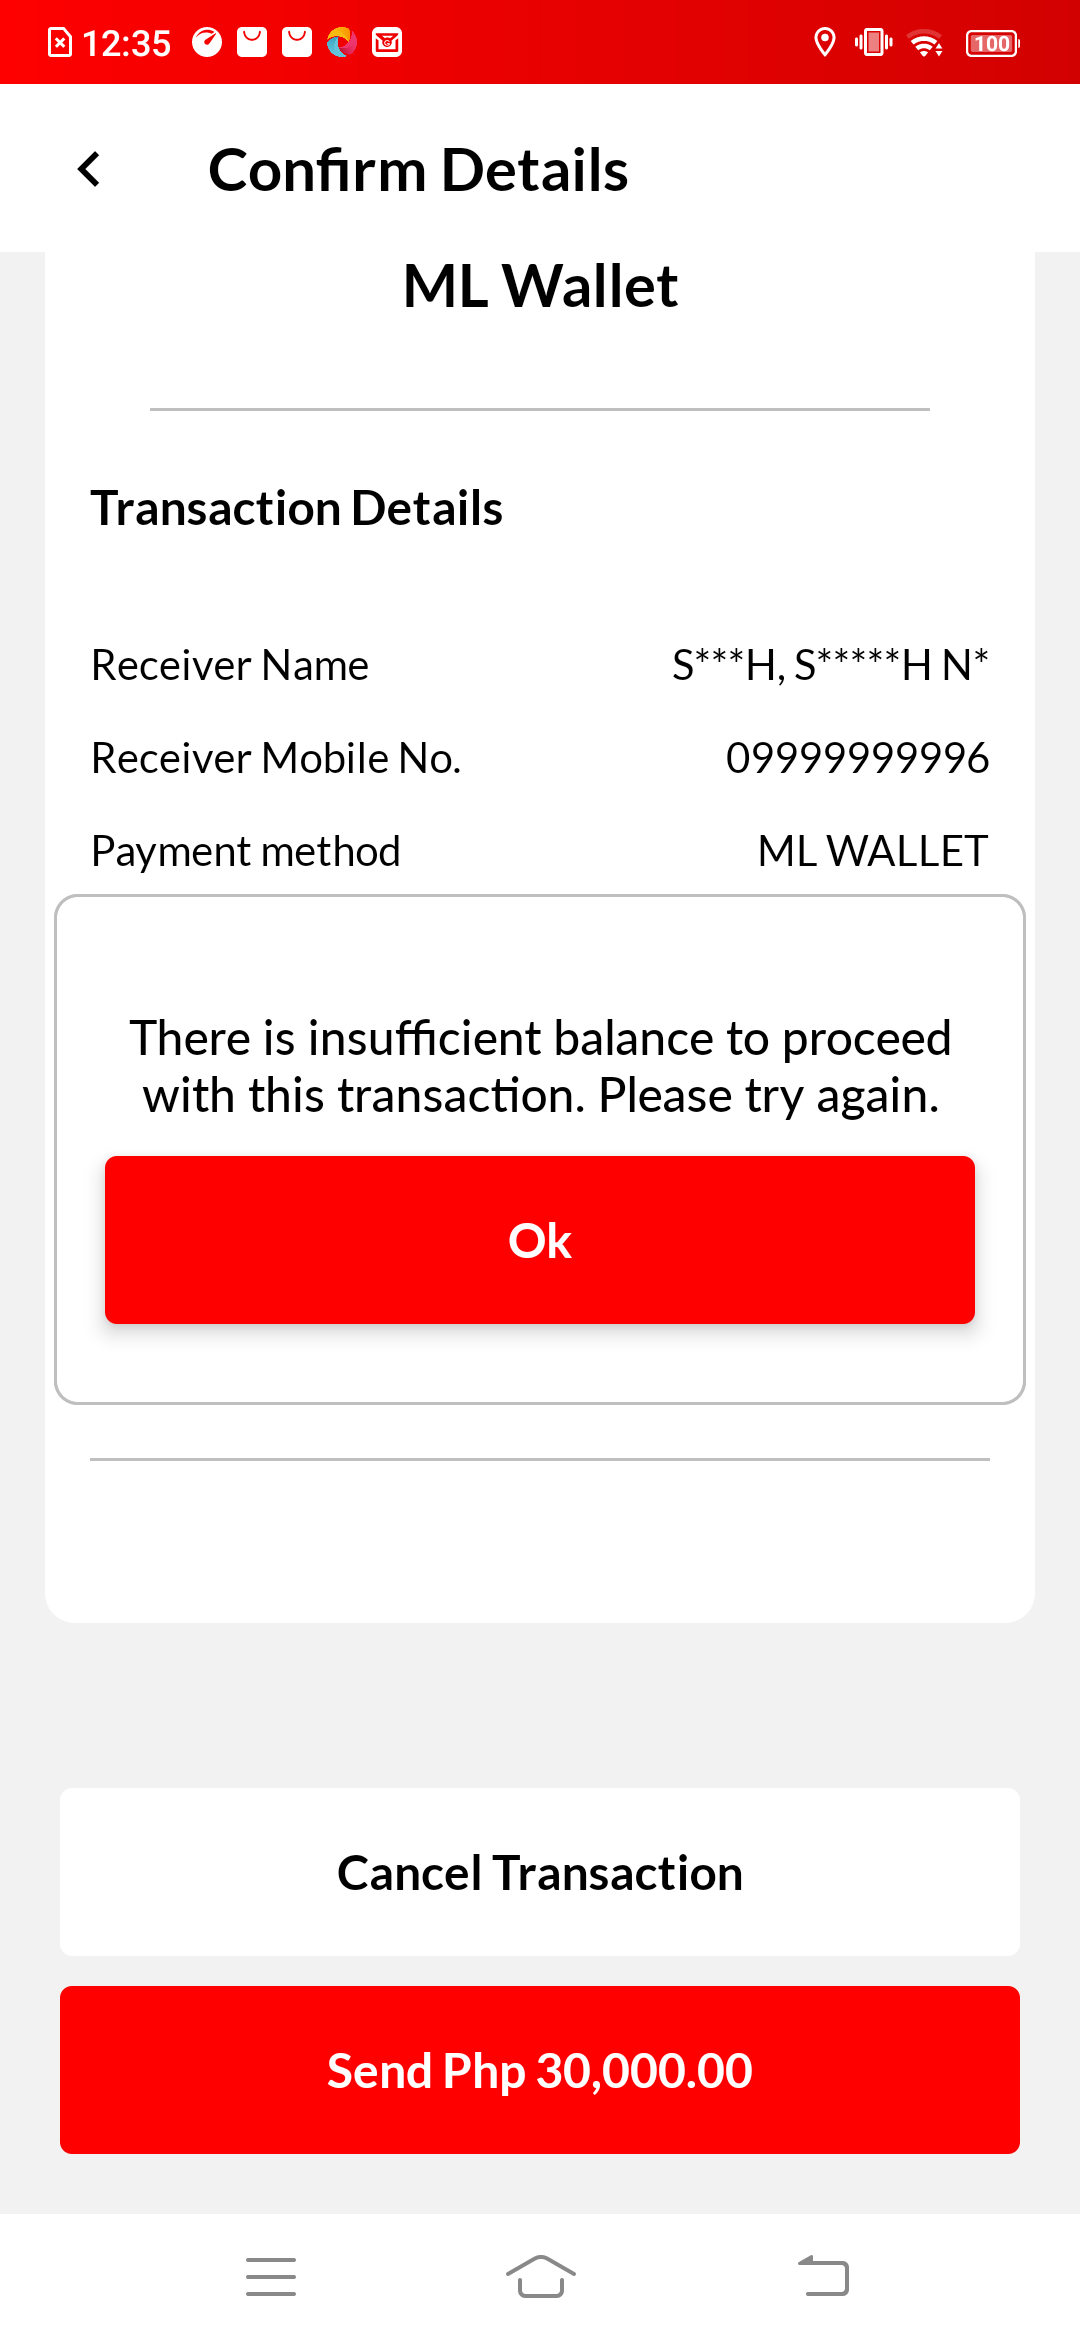 12:35
100
Confirm Details
ML Wallet
Transaction Details
Receiver Name S***H, S*****H N*
Receiver Mobile No. 09999999996
Payment method ML WALLET
There is insufficient balance to proceed
with this transaction. Please try again.
Ok
Cancel Transaction
Send Php 30,000.00